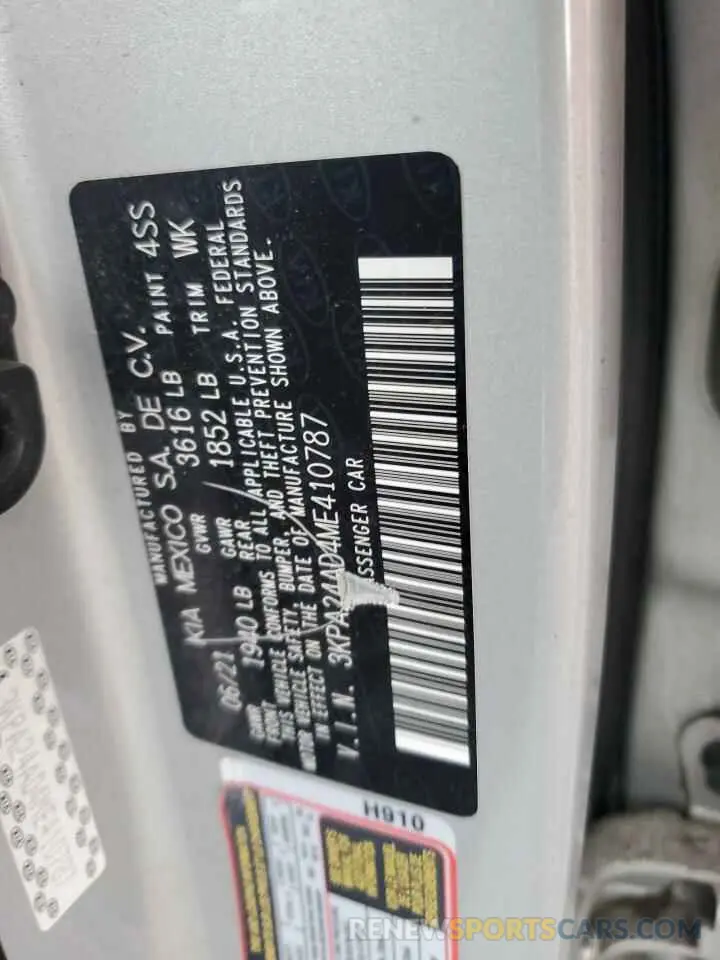 MANUFACTURED BY
KIA MEXICO S.A. DE C.V.
06/21 GVWR 3616 LB PAINT 4SS
GAWR FRONT 1940 LB GAWR REAR 1852 LB TRIM WK
THIS VEHICLE CONFORMS TO ALL APPLICABLE U.S.A. FEDERAL
MOTOR VEHICLE SAFETY, BUMPER, AND THEFT PREVENTION STANDARDS
IN EFFECT ON THE DATE OF MANUFACTURE SHOWN ABOVE.
V.I.N. 3KPA24AD4ME410787
SSENGER CAR
H910
RENEWSPORTSCARS.COM